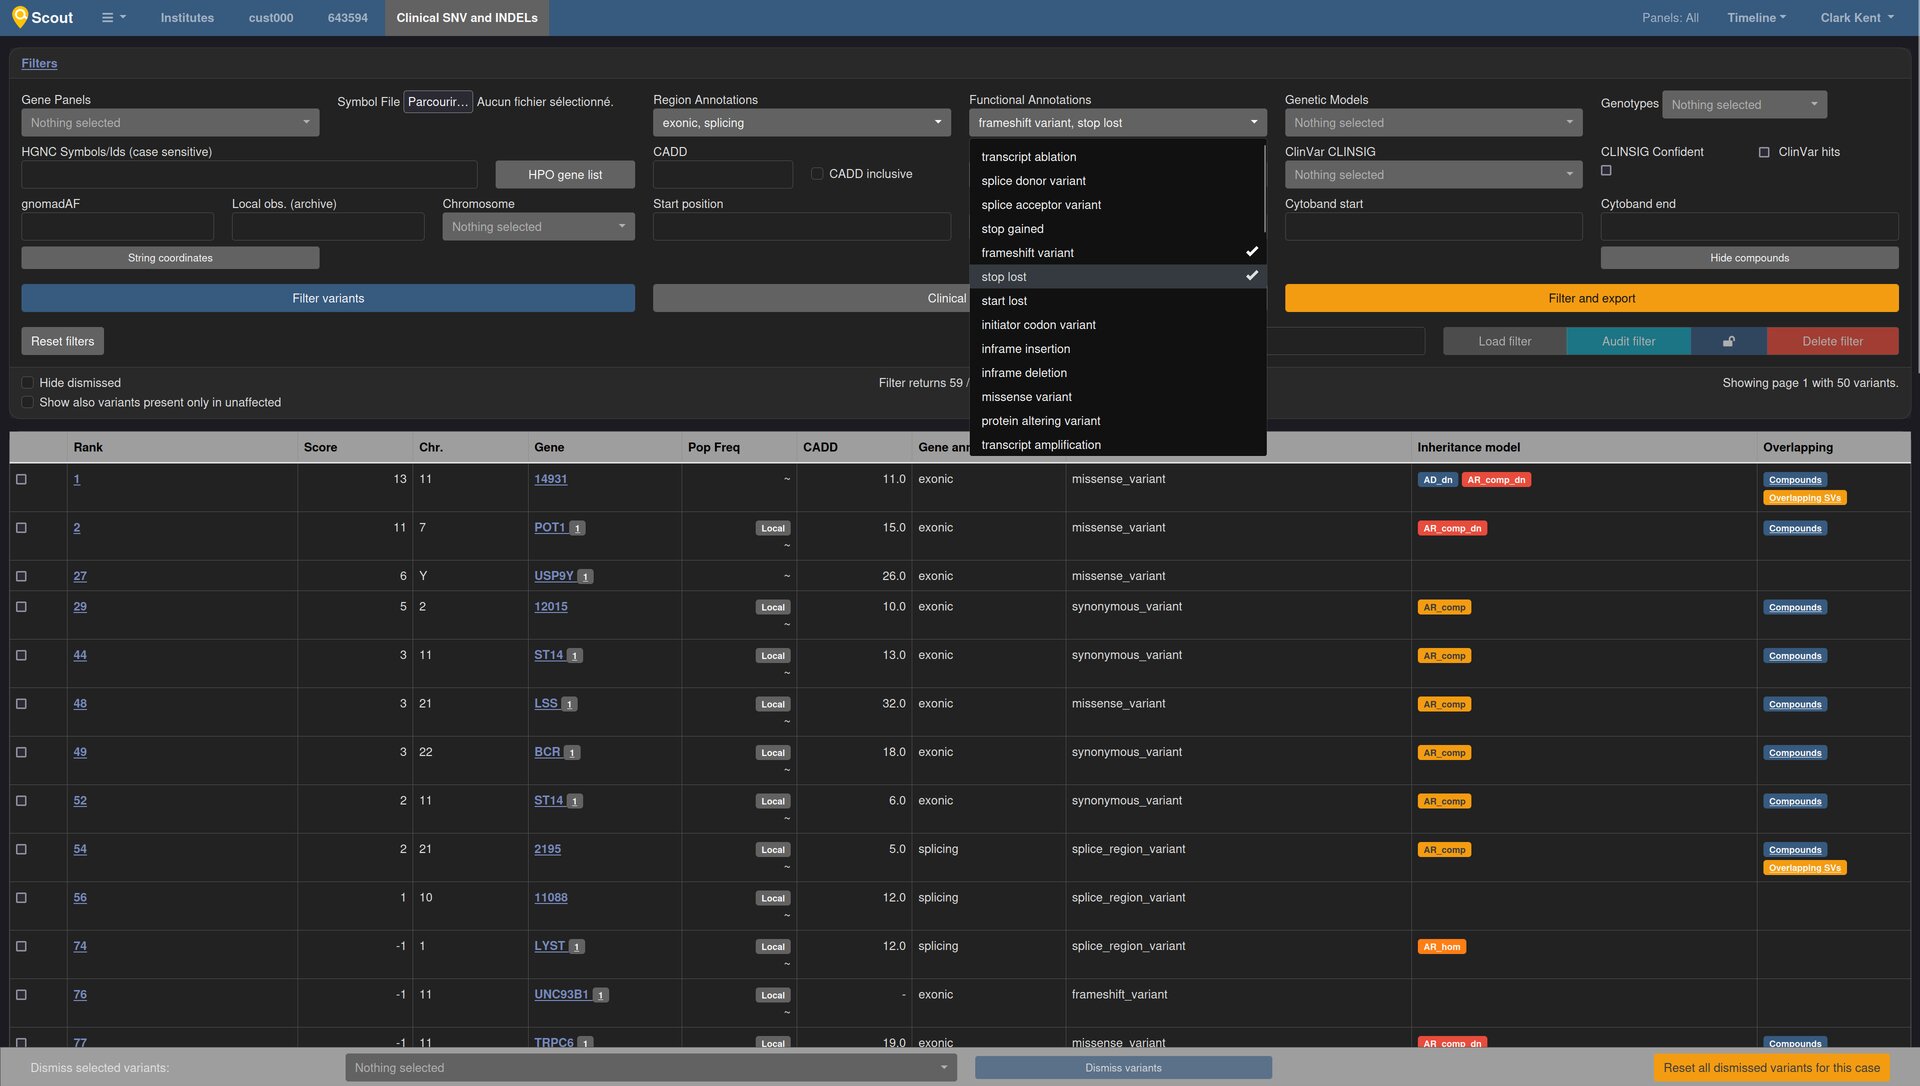 Scout Institutes cust000 643594 Clinical SNV and INDELs Panels: All Timeline Clark Kent
Filters
Gene Panels
Nothing selected
Symbol File Parcourir... Aucun fichier sélectionné.
Region Annotations
exonic, splicing
Functional Annotations
frameshift variant, stop lost
Genetic Models
Nothing selected
Genotypes Nothing selected
HGNC Symbols/Ids (case sensitive)
HPO gene list
CADD
CADD inclusive
ClinVar CLINSIG
Nothing selected
CLINSIG Confident
ClinVar hits
gnomadAF
Local obs. (archive)
Chromosome
Nothing selected
Start position
Cytoband start
Cytoband end
String coordinates
Hide compounds
transcript ablation
splice donor variant
splice acceptor variant
stop gained
frameshift variant
stop lost
start lost
initiator codon variant
inframe insertion
inframe deletion
missense variant
protein altering variant
transcript amplification
Filter variants
Clinical
Filter and export
Reset filters
Load filter Audit filter Delete filter
Hide dismissed
Show also variants present only in unaffected
Filter returns 59 /
Showing page 1 with 50 variants.
Rank Score Chr. Gene Pop Freq CADD Gene ann Inheritance model Overlapping
1 13 11 14931 ~ 11.0 exonic missense_variant AD_dn AR_comp_dn Compounds
Overlapping SVs
2 11 7 POT1 1 Local 15.0 exonic missense_variant AR_comp_dn Compounds
~
27 6 Y USP9Y 1 ~ 26.0 exonic missense_variant
29 5 2 12015 Local 10.0 exonic synonymous_variant AR_comp Compounds
~
44 3 11 ST14 1 Local 13.0 exonic synonymous_variant AR_comp Compounds
~
48 3 21 LSS 1 Local 32.0 exonic missense_variant AR_comp Compounds
~
49 3 22 BCR 1 Local 18.0 exonic synonymous_variant AR_comp Compounds
~
52 2 11 ST14 1 Local 6.0 exonic synonymous_variant AR_comp Compounds
~
54 2 21 2195 Local 5.0 splicing splice_region_variant AR_comp Compounds
~ Overlapping SVs
56 1 10 11088 Local 12.0 splicing splice_region_variant
~
74 -1 1 LYST 1 Local 12.0 splicing splice_region_variant AR_hom
~
76 -1 11 UNC93B1 1 Local - exonic frameshift_variant
~
77 -1 11 TRPC6 1 Local 19.0 exonic missense_variant AR_comp_dn Compounds
Dismiss selected variants: Nothing selected Dismiss variants Reset all dismissed variants for this case